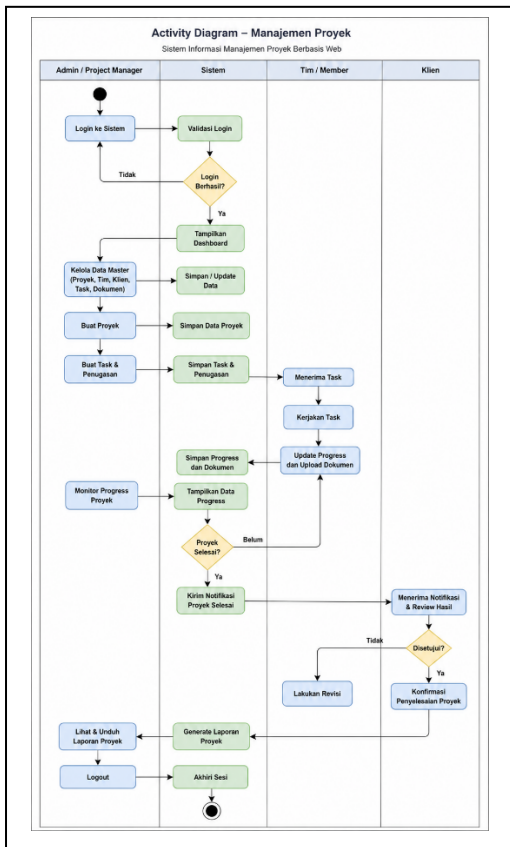 Activity Diagram – Manajemen Proyek
Sistem Informasi Manajemen Proyek Berbasis Web
Admin / Project Manager
Sistem
Tim / Member
Klien
Login ke Sistem
Validasi Login
Tidak
Login
Berhasil?
Ya
Tampilkan
Dashboard
Kelola Data Master
(Proyek, Tim, Klien,
Task, Dokumen)
Simpan / Update
Data
Buat Proyek
Simpan Data Proyek
Buat Task &
Penugasan
Simpan Task &
Penugasan
Menerima Task
Kerjakan Task
Simpan Progress
dan Dokumen
Update Progress
dan Upload Dokumen
Monitor Progress
Proyek
Tampilkan Data
Progress
Proyek
Selesai?
Belum
Ya
Kirim Notifikasi
Proyek Selesai
Menerima Notifikasi
& Review Hasil
Tidak
Disetujui?
Ya
Lakukan Revisi
Konfirmasi
Penyelesaian Proyek
Lihat & Unduh
Laporan Proyek
Generate Laporan
Proyek
Logout
Akhiri Sesi